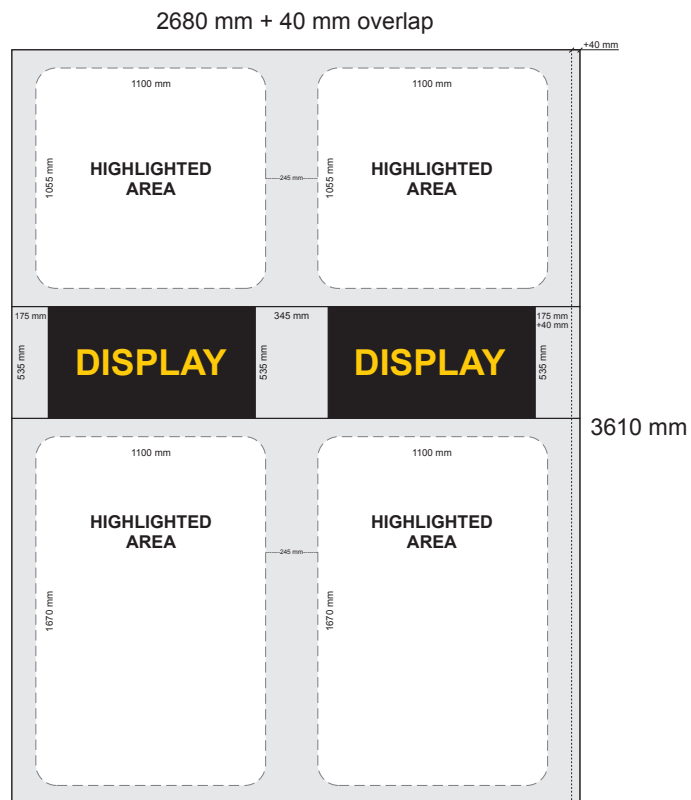 2680 mm + 40 mm overlap
+40 mm
1100 mm
1100 mm
HIGHLIGHTED
AREA
HIGHLIGHTED
AREA
1055 mm
245 mm
1055 mm
175 mm
345 mm
175 mm
+40 mm
535 mm
DISPLAY
535 mm
DISPLAY
535 mm
3610 mm
1100 mm
1100 mm
HIGHLIGHTED
AREA
HIGHLIGHTED
AREA
245 mm
1670 mm
1670 mm